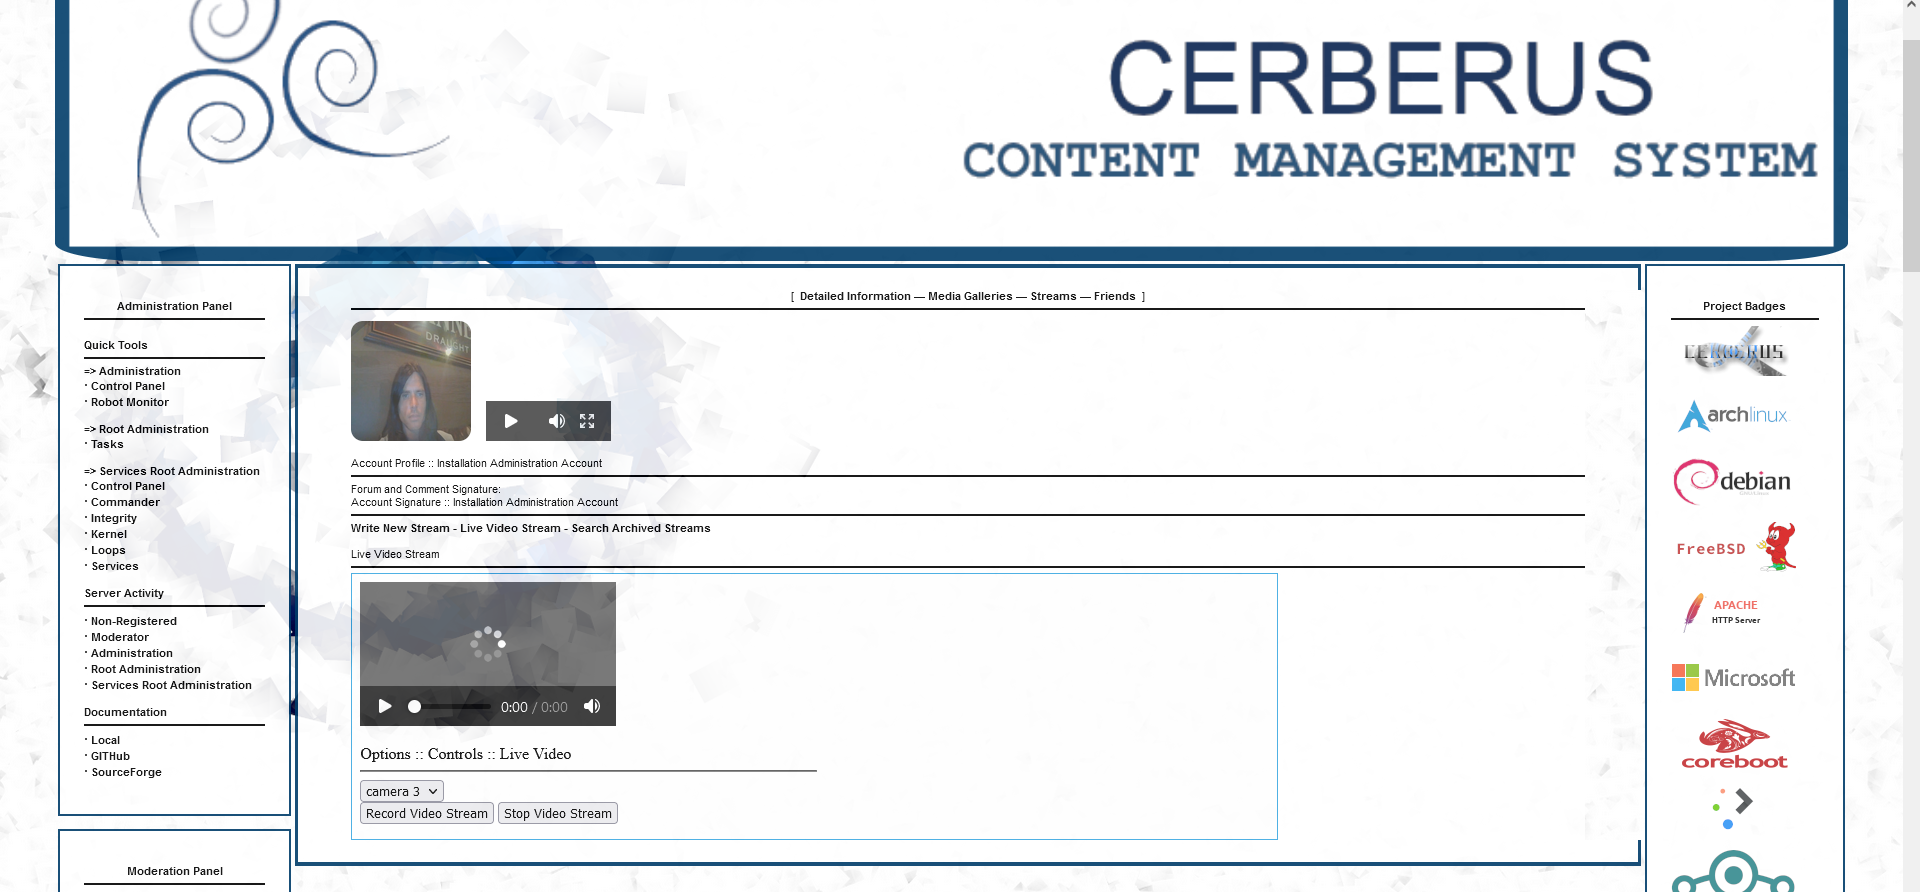 CERBERUS
CONTENT MANAGEMENT SYSTEM
Administration Panel
Quick Tools
=> Administration
· Control Panel
· Robot Monitor
=> Root Administration
· Tasks
=> Services Root Administration
· Control Panel
· Commander
· Integrity
· Kernel
· Loops
· Services
Server Activity
· Non-Registered
· Moderator
· Administration
· Root Administration
· Services Root Administration
Documentation
· Local
· GITHub
· SourceForge
Moderation Panel
[ Detailed Information — Media Galleries — Streams — Friends ]
DRAUGHT
Account Profile :: Installation Administration Account
Forum and Comment Signature:
Account Signature :: Installation Administration Account
Write New Stream - Live Video Stream - Search Archived Streams
Live Video Stream
0:00 / 0:00
Options :: Controls :: Live Video
camera 3
Record Video Stream Stop Video Stream
Project Badges
CERBERUS
archlinux
debian
FreeBSD
APACHE
HTTP Server
Microsoft
coreboot